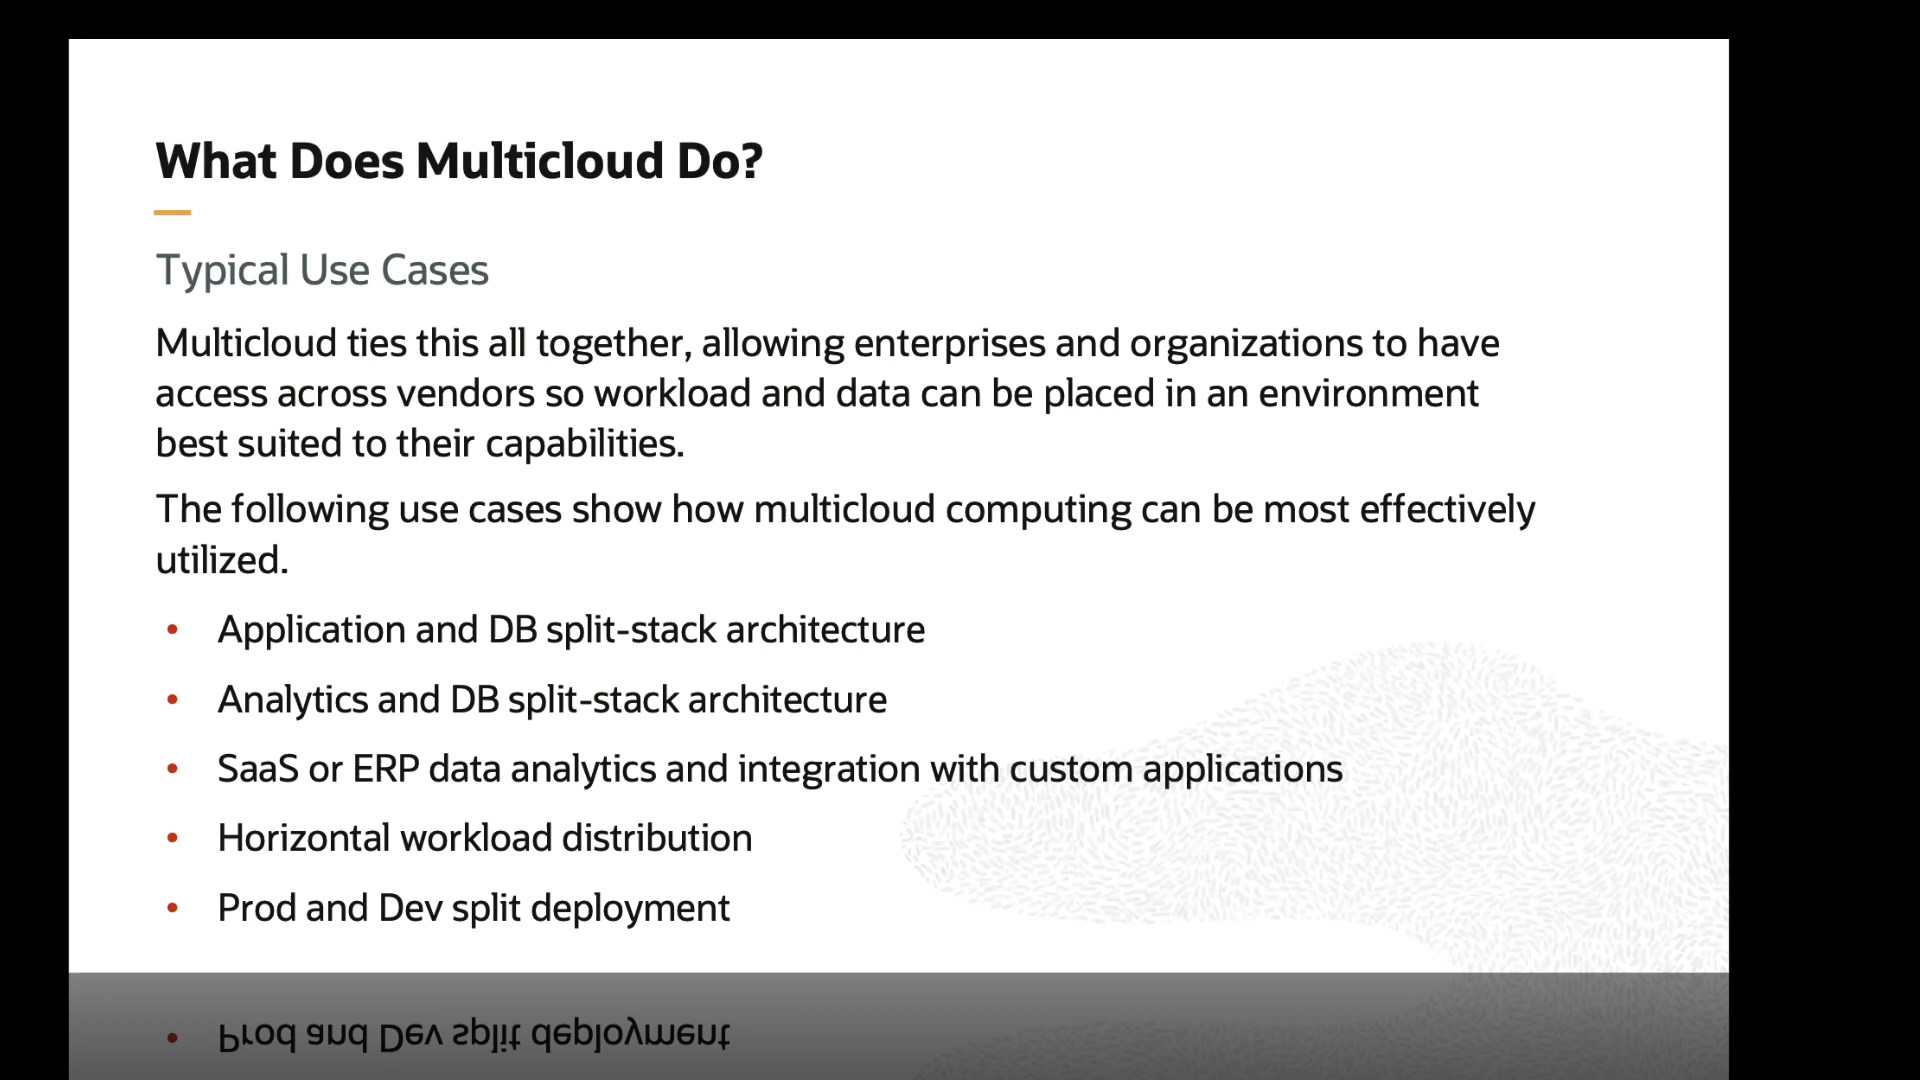 What Does Multicloud Do?
Typical Use Cases
Multicloud ties this all together, allowing enterprises and organizations to have
access across vendors so workload and data can be placed in an environment
best suited to their capabilities.
The following use cases show how multicloud computing can be most effectively
utilized.
• Application and DB split-stack architecture
• Analytics and DB split-stack architecture
• SaaS or ERP data analytics and integration with custom applications
• Horizontal workload distribution
• Prod and Dev split deployment
• Prod and Dev split deployment